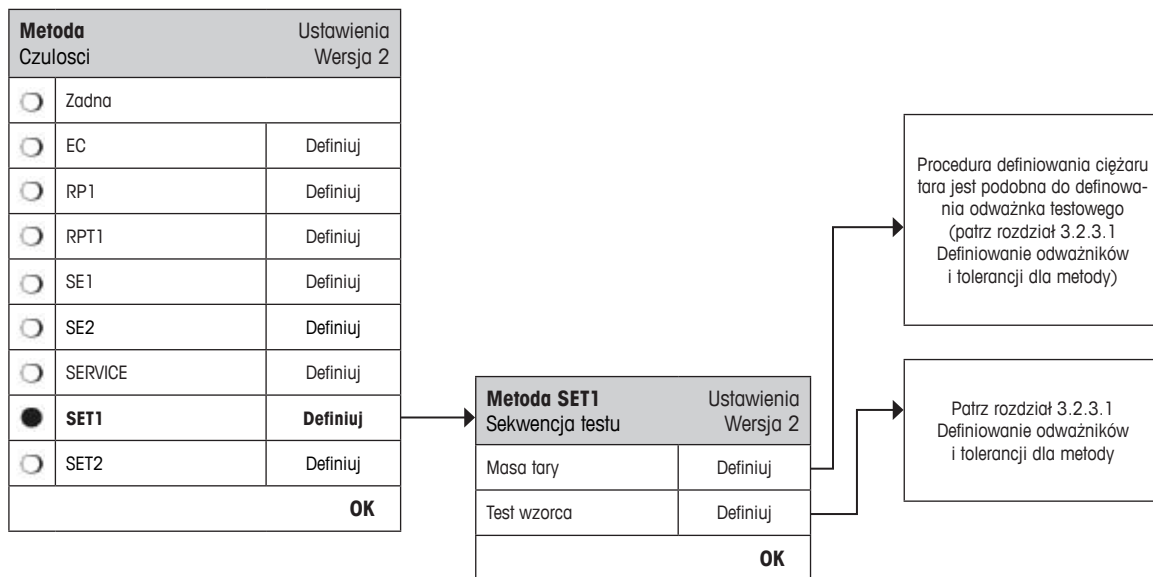 Metoda Ustawienia
Czulosci Wersja 2
Zadna
EC Definiuj
RP1 Definiuj
RPT1 Definiuj
SE1 Definiuj
SE2 Definiuj
SERVICE Definiuj
SET1 Definiuj
SET2 Definiuj
OK
Metoda SET1 Ustawienia
Sekwencja testu Wersja 2
Masa tary Definiuj
Test wzorca Definiuj
OK
Procedura definiowania ciężaru
tara jest podobna do definowa-
nia odważnka testowego
(patrz rozdział 3.2.3.1
Definiowanie odważników
i tolerancji dla metody)
Patrz rozdział 3.2.3.1
Definiowanie odważników
i tolerancji dla metody